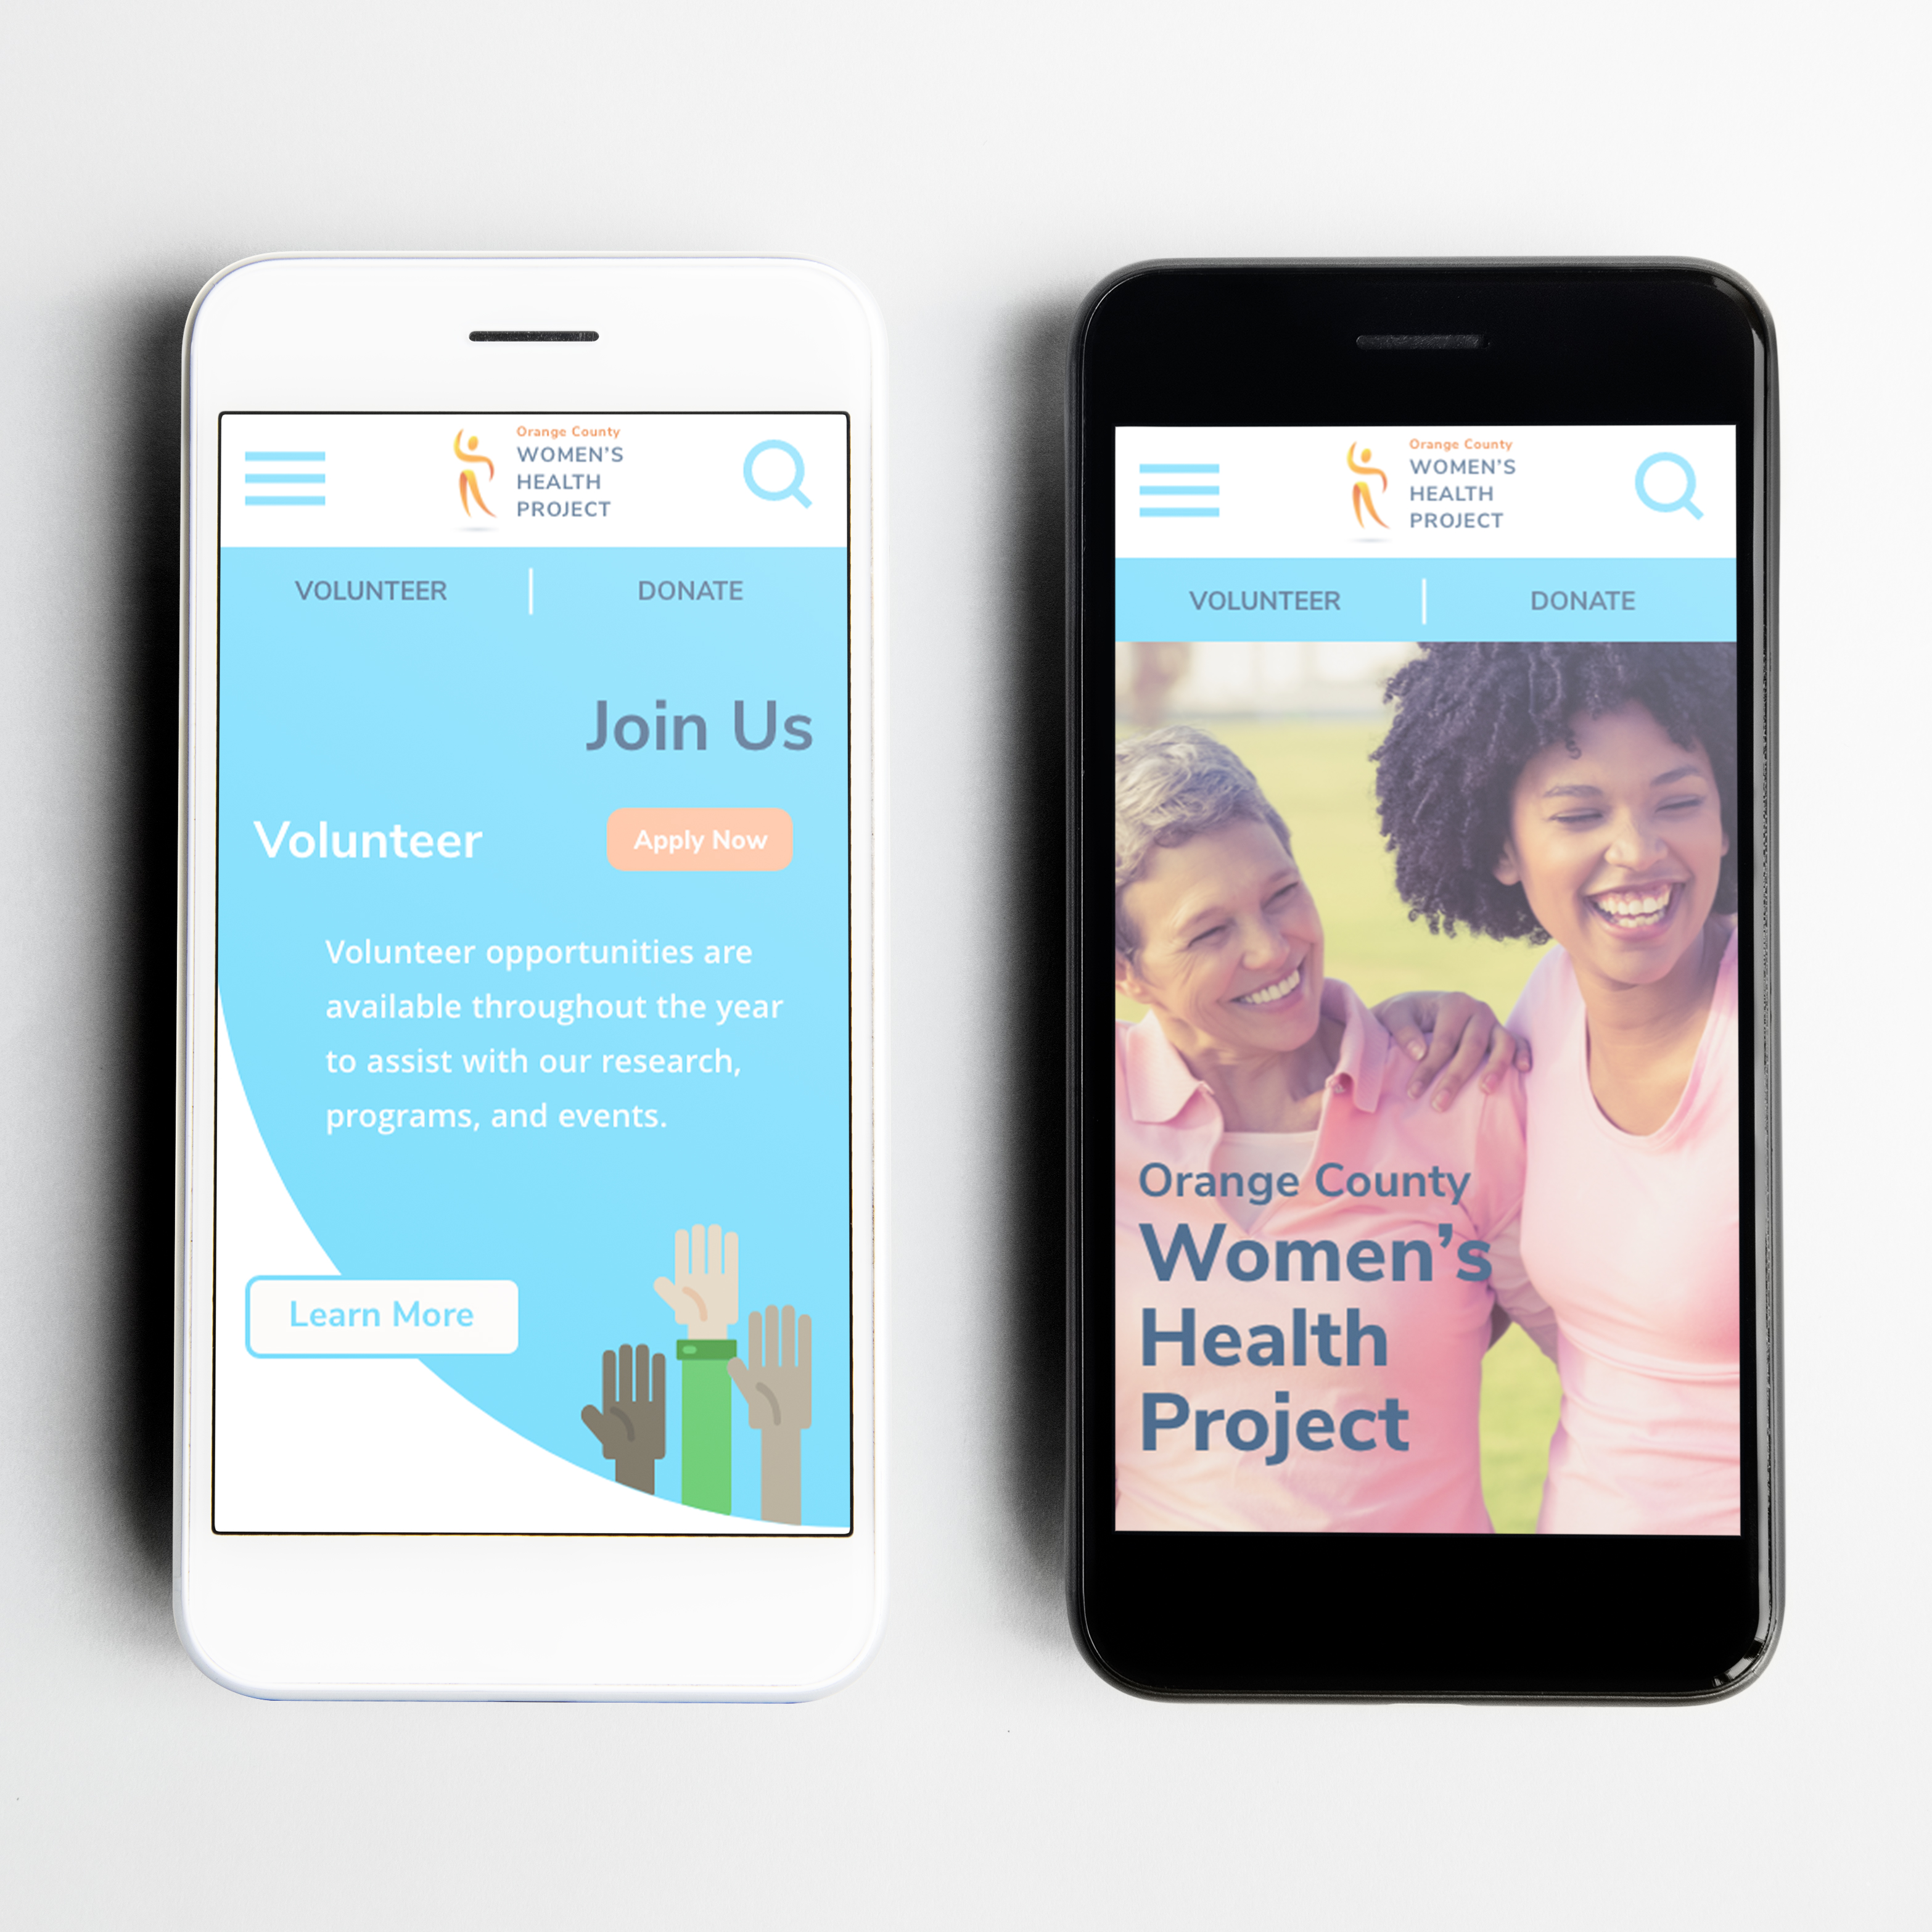 Orange County
WOMEN'S
HEALTH
PROJECT
VOLUNTEER
DONATE
Join Us
Volunteer
Apply Now
Volunteer opportunities are
available throughout the year
to assist with our research,
programs, and events.
Learn More
Orange County
WOMEN'S
HEALTH
PROJECT
VOLUNTEER
DONATE
Orange County
Women's
Health
Project